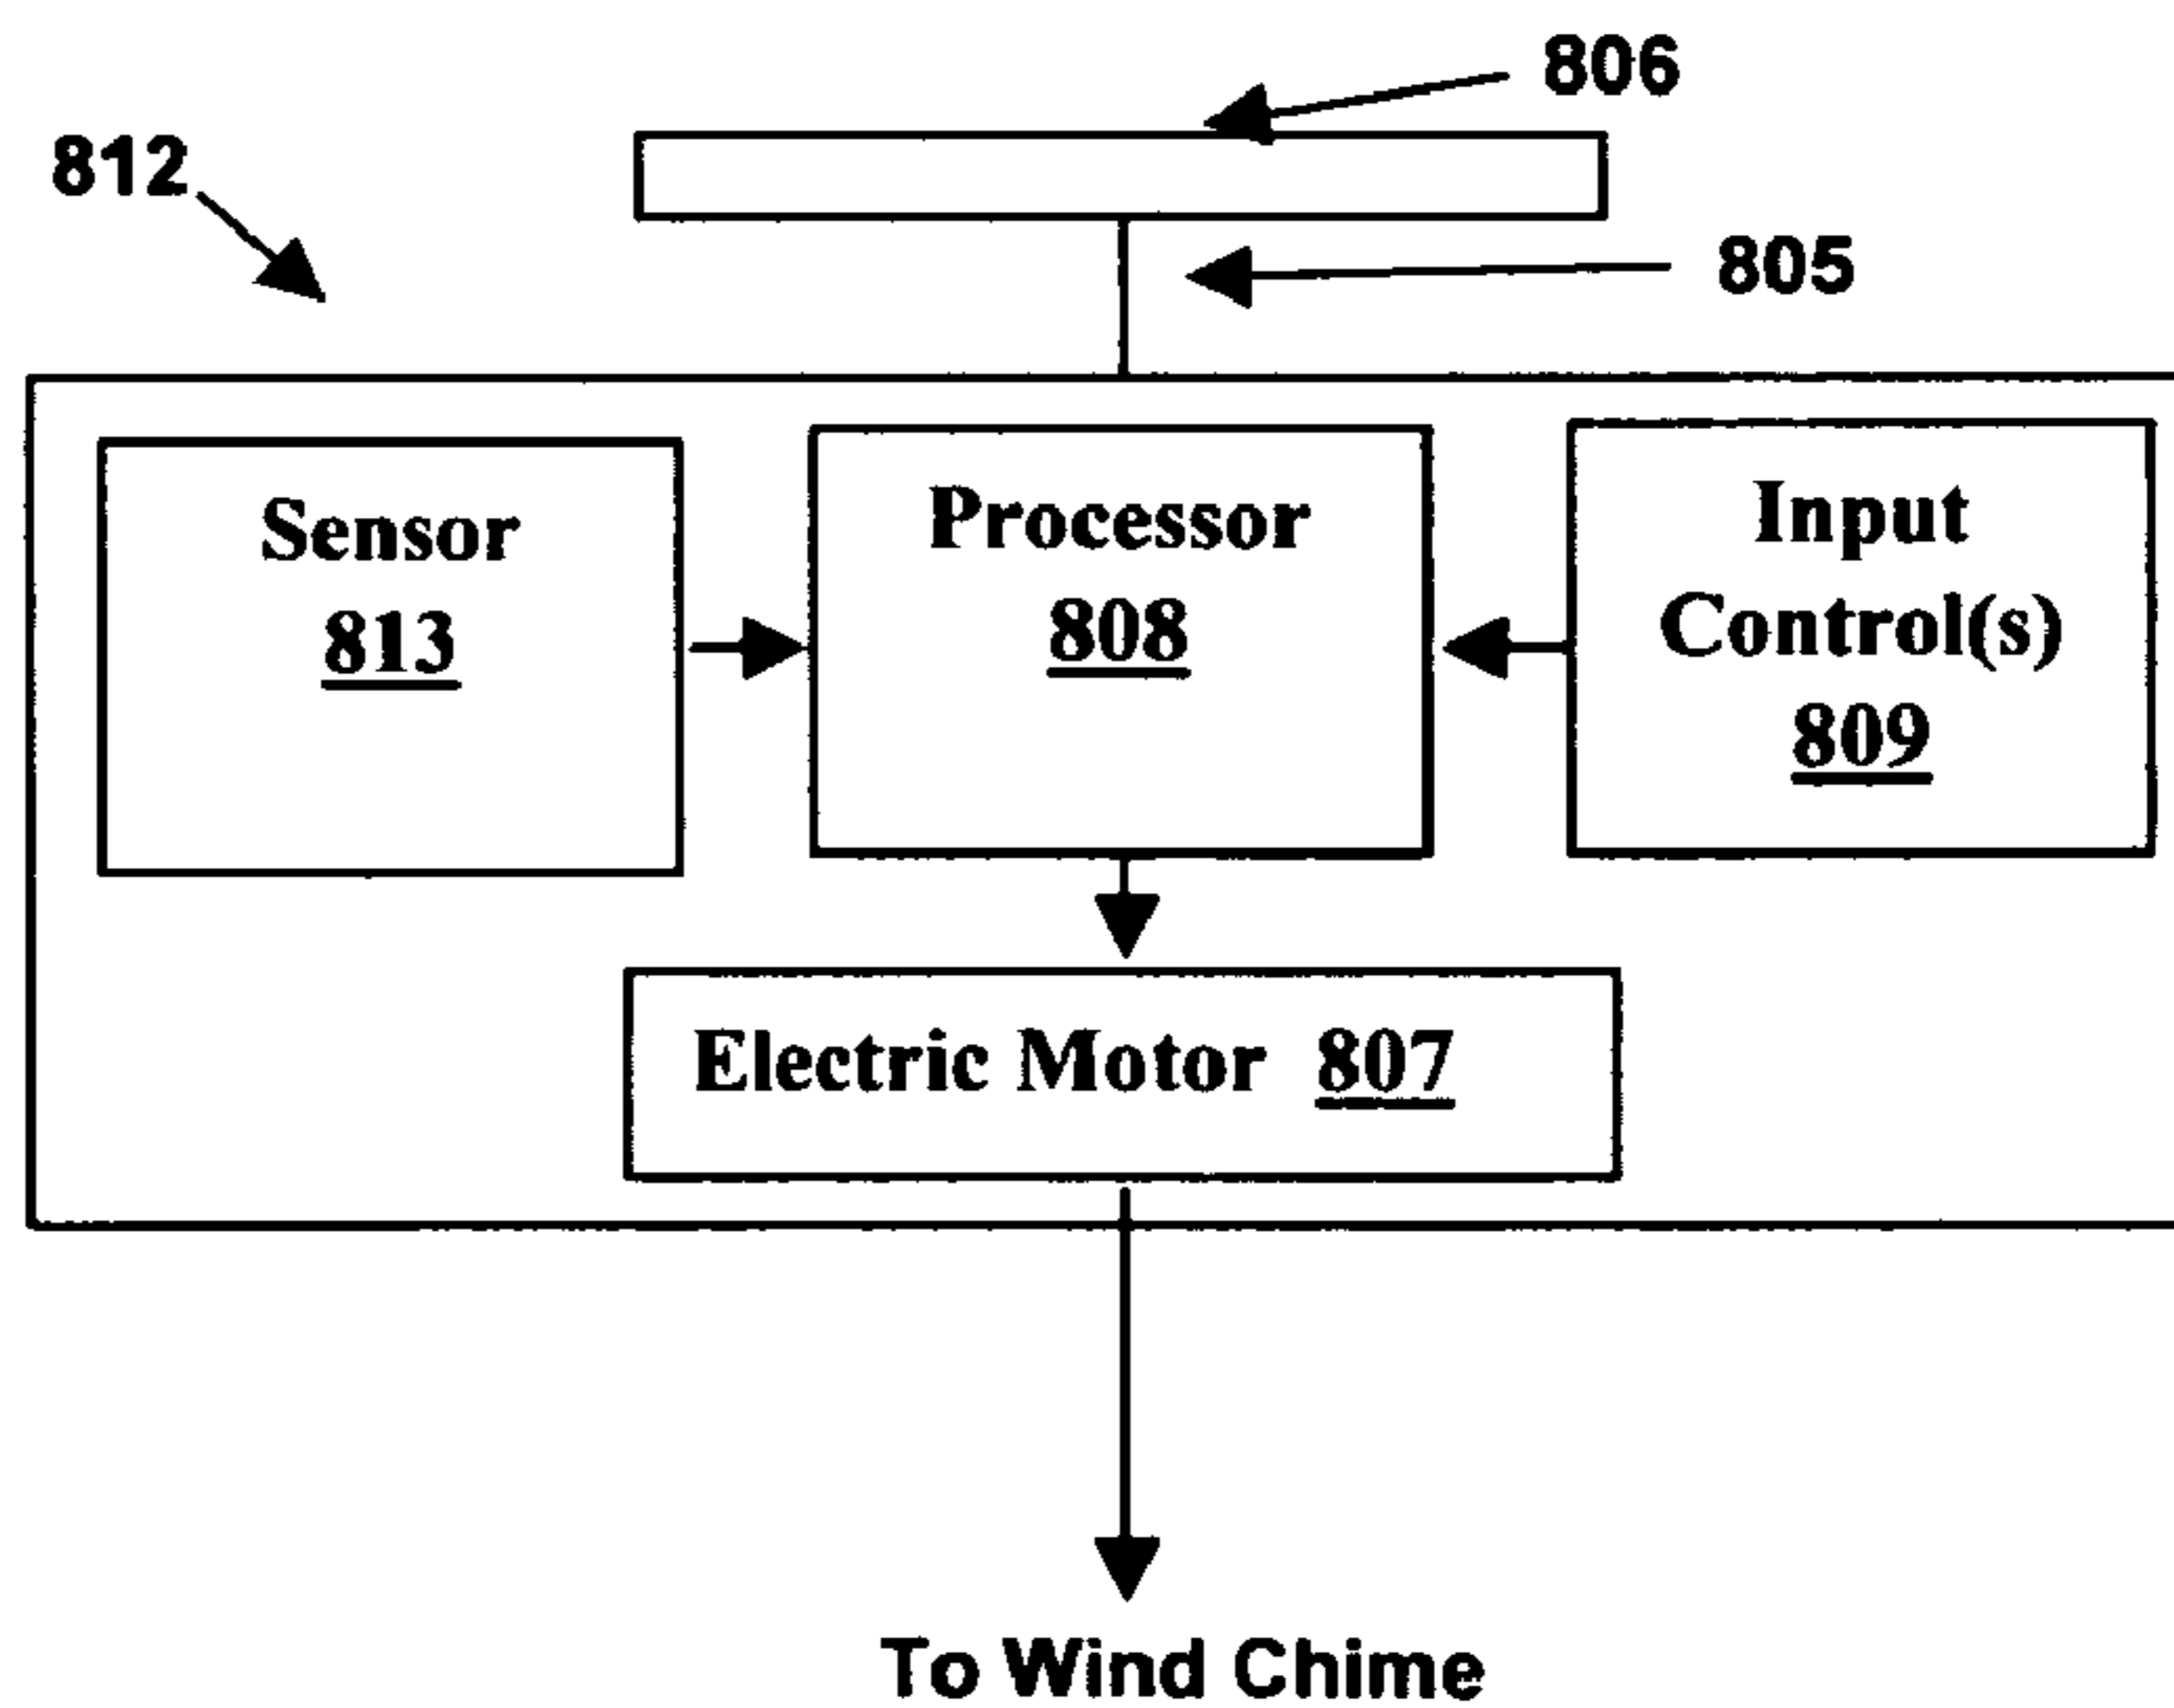 806
812
805
Sensor
813
Processor
808
Input
Control(s)
809
Electric Motor 807
To Wind Chime